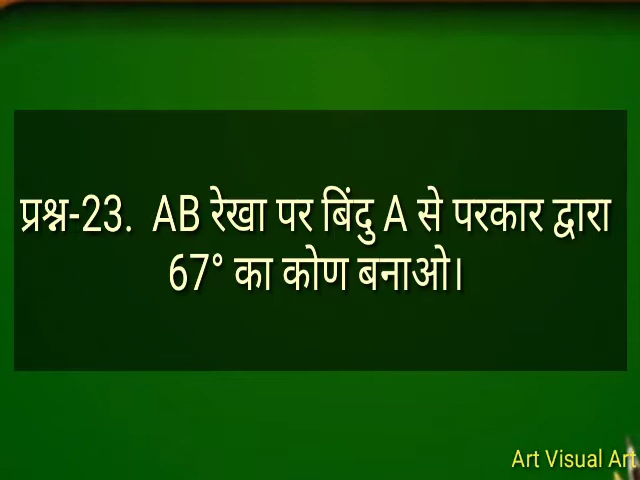 प्रश्न-23. AB रेखा पर बिंदु A से परकार द्वारा
67° का कोण बनाओ।
Art Visual Art